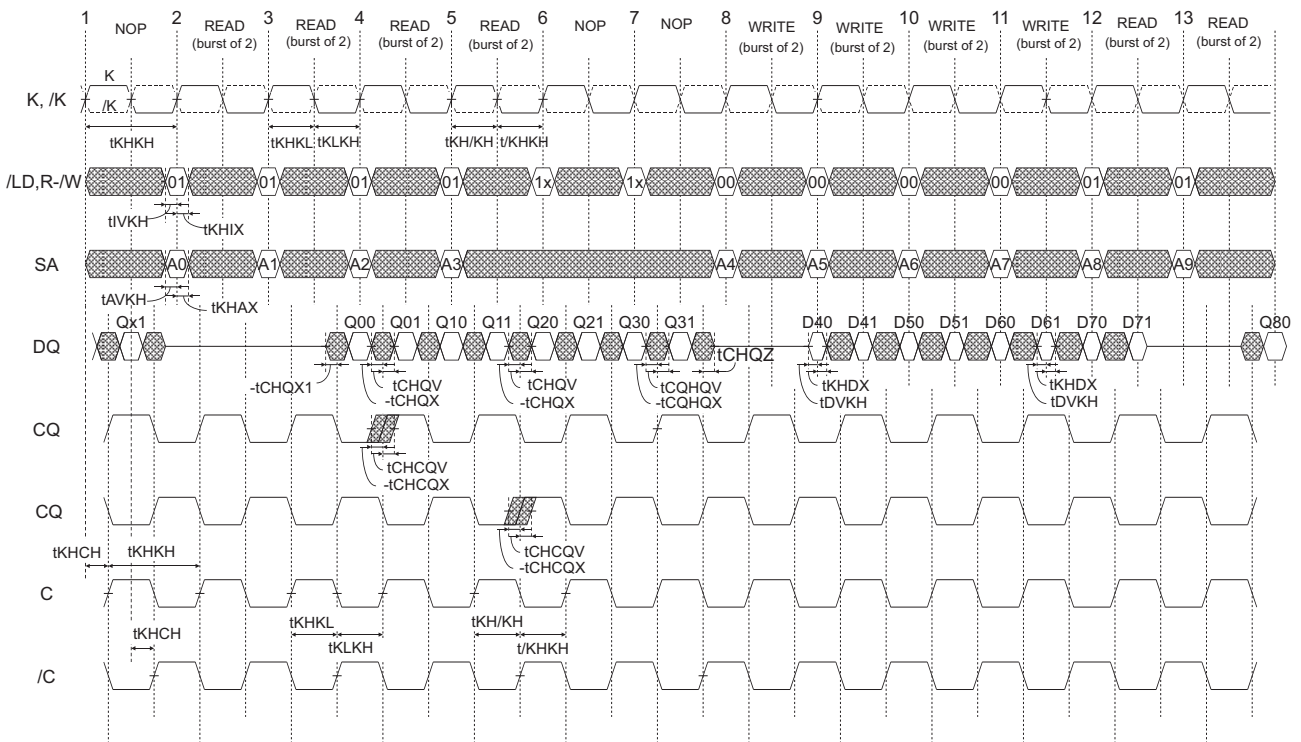 1 2 3 4 5 6 7 8 9 10 11 12 13
NOP READ READ READ READ NOP NOP WRITE WRITE WRITE WRITE READ READ
(burst of 2) (burst of 2) (burst of 2) (burst of 2) (burst of 2) (burst of 2) (burst of 2) (burst of 2) (burst of 2) (burst of 2)
K
K, /K
/K
tKHKH tKHKL tKLKH tKH/KH t/KHKH
/LD,R-/W 01 01 01 01 1x 1x 00 00 00 00 01 01
tIVKH tKHIX
SA A0 A1 A2 A3 A4 A5 A6 A7 A8 A9
tAVKH tKHAX
Qx1 Q00 Q01 Q10 Q11 Q20 Q21 Q30 Q31 D40 D41 D50 D51 D60 D61 D70 D71 Q80
DQ
tCHQZ
-tCHQX1 tCHQV tCHQV tCQHQV tKHDX tKHDX
-tCHQX -tCHQX -tCQHQX tDVKH tDVKH
CQ
tCHCQV
-tCHCQX
CQ
tCHCQV
-tCHCQX
tKHCH tKHKH
C
tKHKL tKH/KH
tKHCH tKLKH t/KHKH
/C